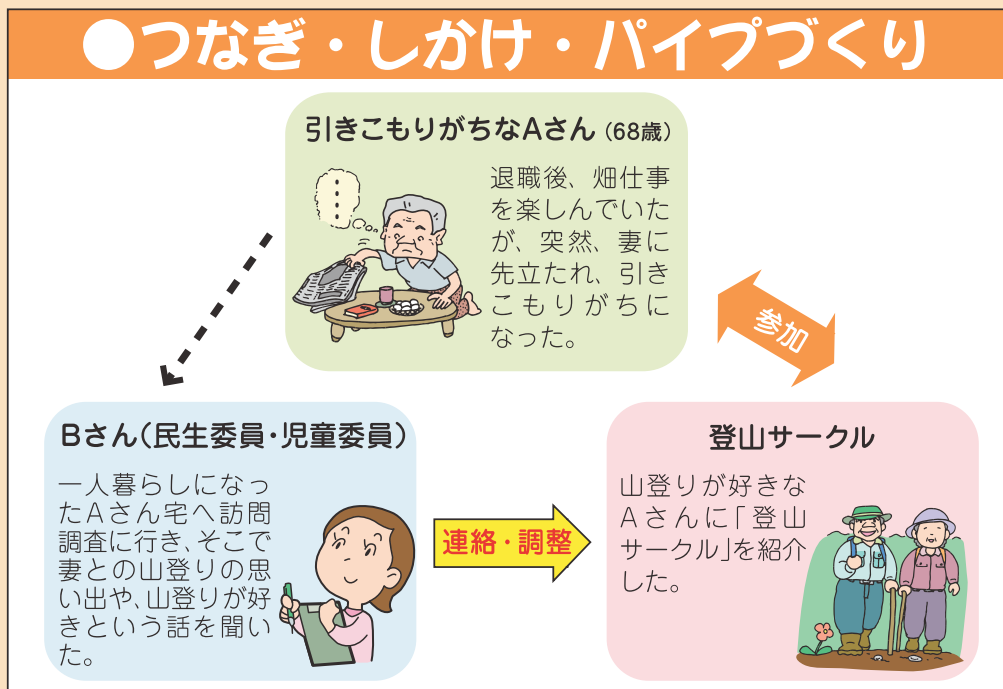 ●つなぎ・しかけ・パイプづくり
引きこもりがちなAさん（68歳）
退職後、畑仕事
を楽しんでいた
が、突然、妻に
先立たれ、引き
こもりがちに
なった。
参加
Bさん（民生委員・児童委員）
一人暮らしになっ
たAさん宅へ訪問
調査に行き、そこで
妻との山登りの思
い出や、山登りが好
きという話を聞い
た。
連絡・調整
登山サークル
山登りが好きな
Aさんに「登山
サークル」を紹介
した。